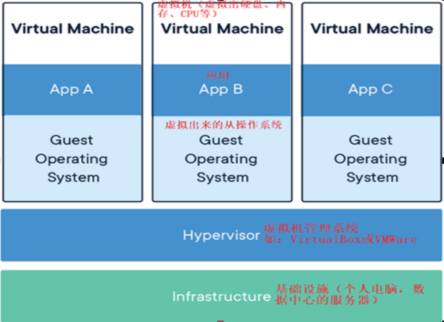 虚拟机（虚拟出硬盘、内
存、CPU等）
Virtual Machine
Virtual Machine
Virtual Machine
应用
App A
App B
App C
虚拟出来的从操作系统
Guest
Operating
System
Guest
Operating
System
Guest
Operating
System
Hypervisor
虚拟机管理系统
如：VirtualBox或VMWare
Infrastructure
基础设施（个人电脑，数
据中心的服务器）